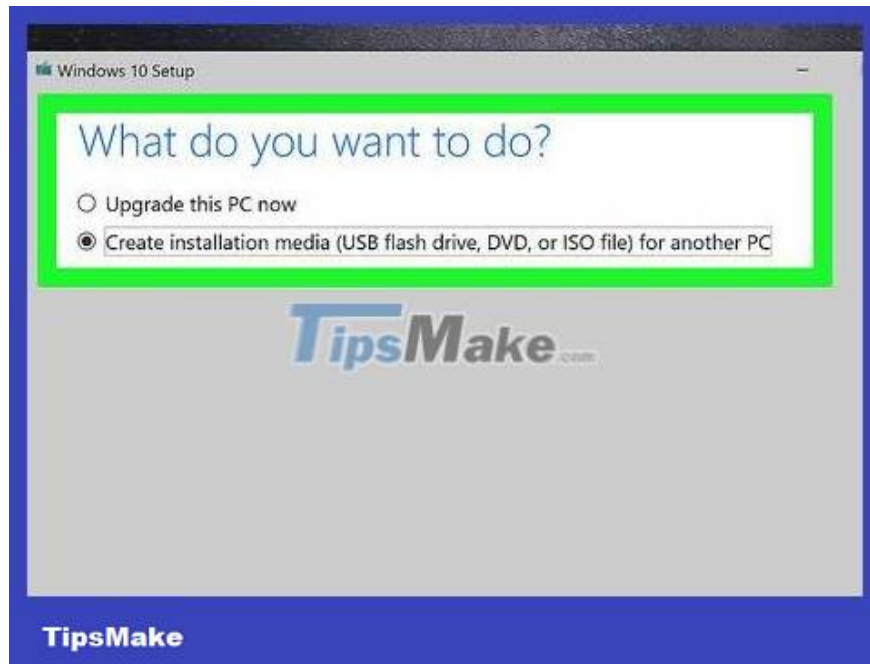 Windows 10 Setup
What do you want to do?
Upgrade this PC now
Create installation media (USB flash drive, DVD, or ISO file) for another PC
TipsMake.com
TipsMake